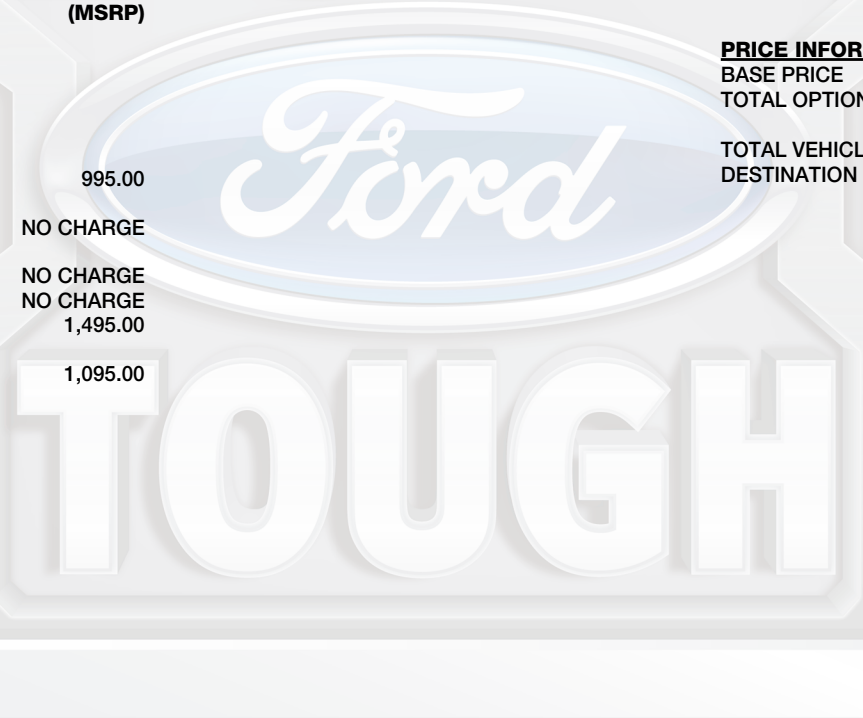 (MSRP)
995.00
NO CHARGE
NO CHARGE
NO CHARGE
1,495.00
1,095.00
PRICE INFOR
BASE PRICE
TOTAL OPTION
TOTAL VEHICL
DESTINATION
Ford
TOUGH